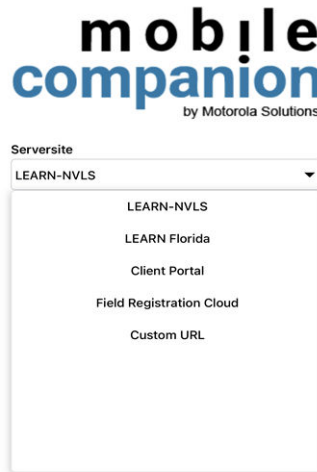 mobile
companion
by Motorola Solutions
Serversite
LEARN-NVLS
LEARN-NVLS
LEARN Florida
Client Portal
Field Registration Cloud
Custom URL